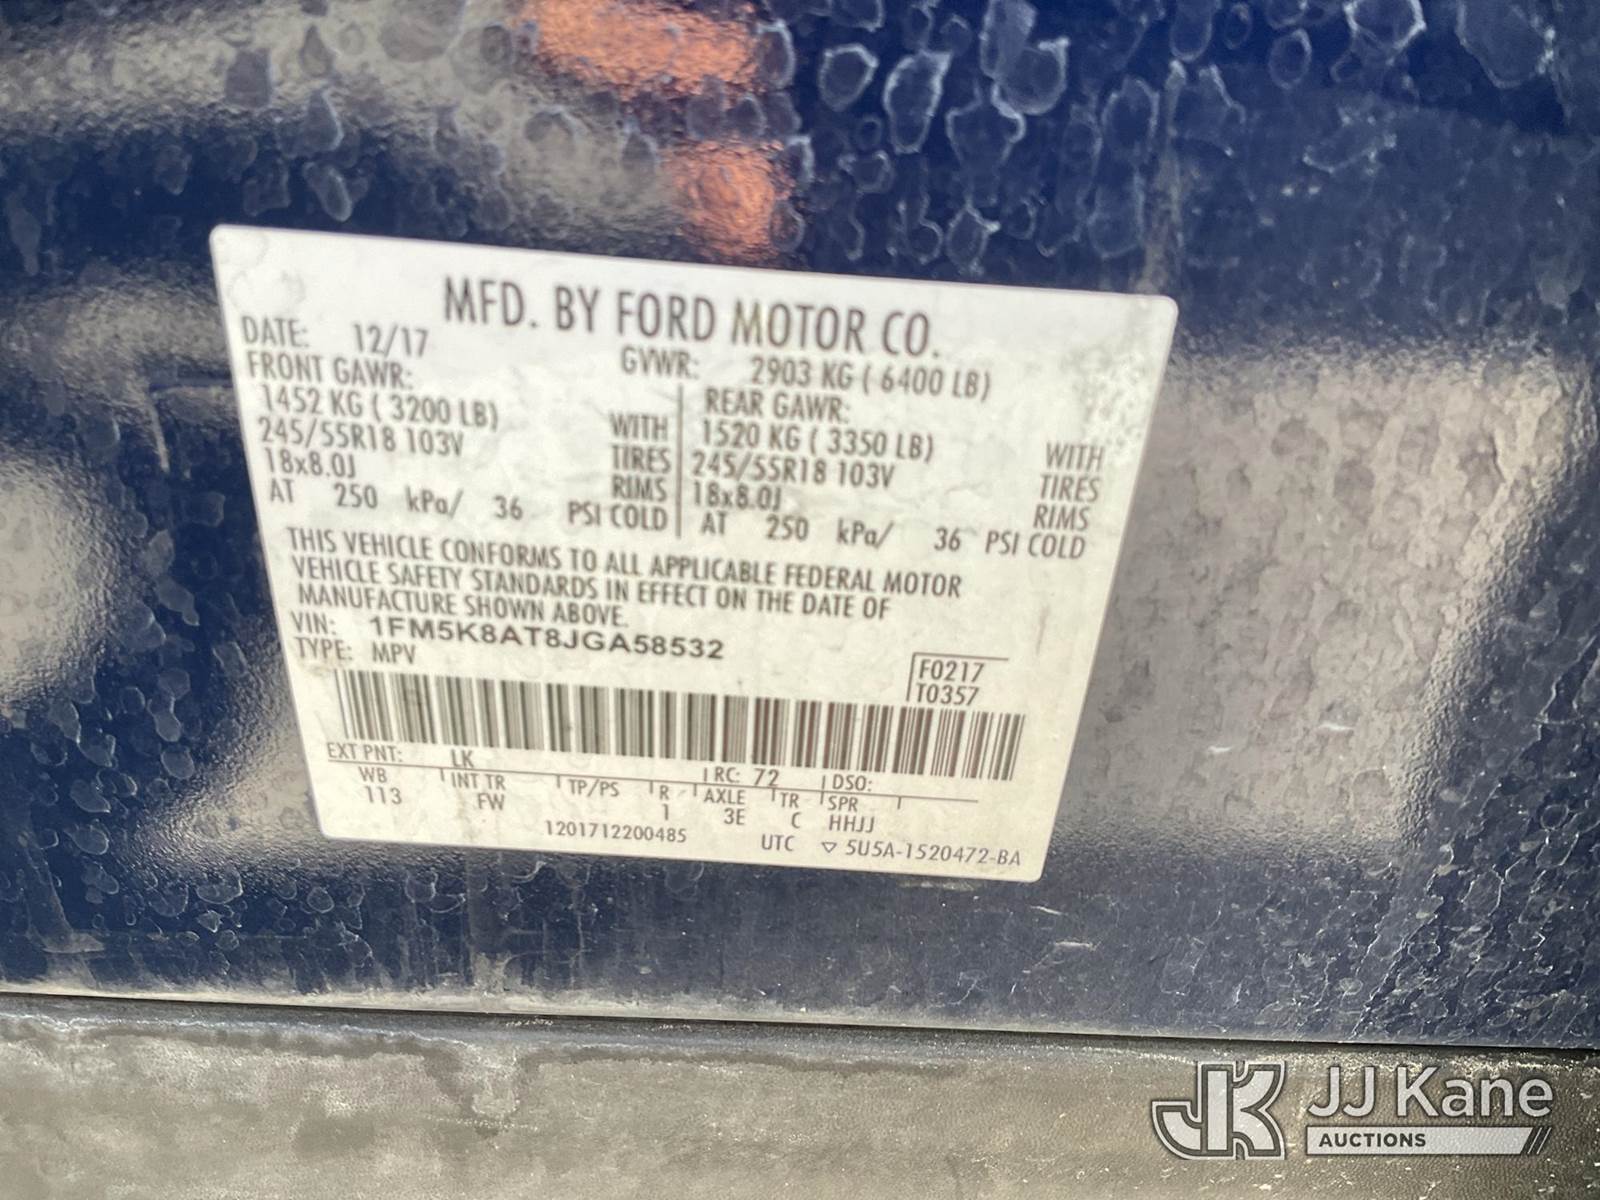 MFD. BY FORD MOTOR CO.
DATE: 12/17 GVWR: 2903 KG ( 6400 LB)
FRONT GAWR: REAR GAWR:
1452 KG ( 3200 LB) WITH 1520 KG ( 3350 LB) WITH
245/55R18 103V TIRES 245/55R18 103V TIRES
18x8.0J RIMS 18x8.0J RIMS
AT 250 kPa/ 36 PSI COLD AT 250 kPa/ 36 PSI COLD
THIS VEHICLE CONFORMS TO ALL APPLICABLE FEDERAL MOTOR
VEHICLE SAFETY STANDARDS IN EFFECT ON THE DATE OF
MANUFACTURE SHOWN ABOVE.
VIN: 1FM5K8AT8JGA58532
TYPE: MPV
F0217
T0357
EXT PNT: LK RC: 72 DSO:
WB INT TR TP/PS R AXLE TR SPR
113 FW 1 3E C HHJJ
1201712200485 UTC ▽ 5U5A-1520472-BA
JK JJ Kane
AUCTIONS